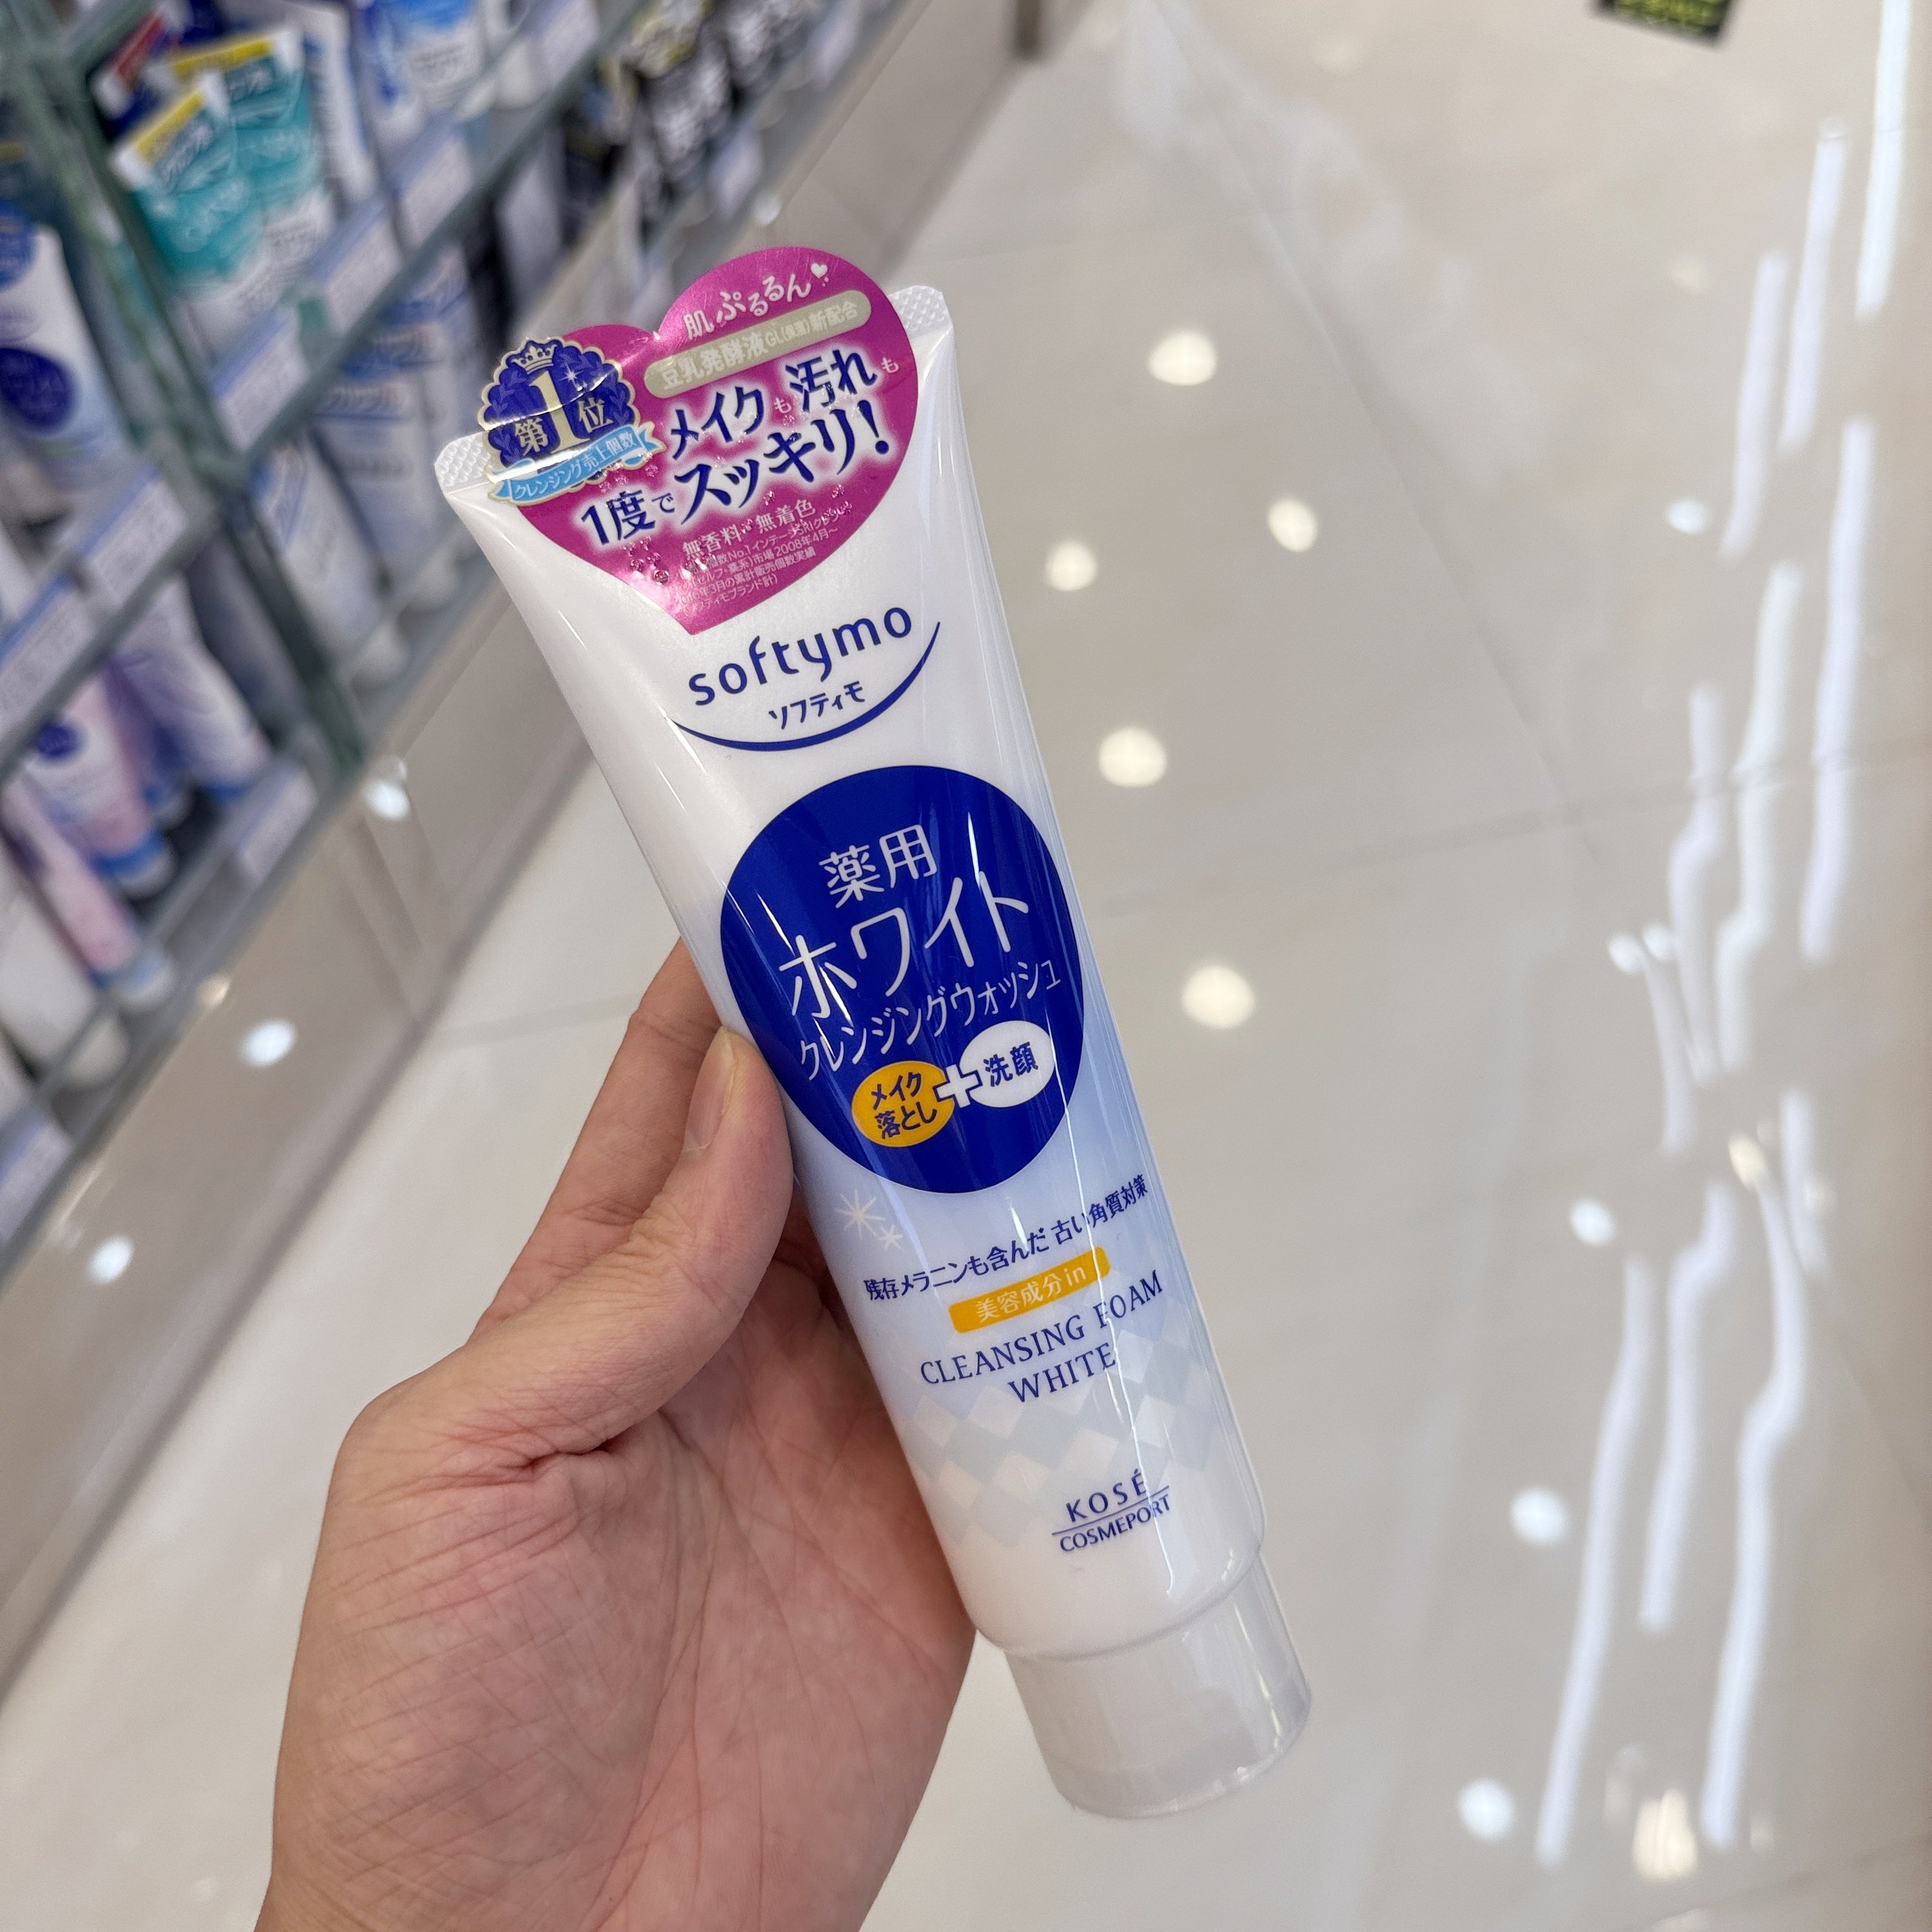 肌ぷるるん♡
豆乳発酵液GL(保湿)新配合
メイクも汚れも
1度でスッキリ!
第1位
クレンジング売上個数
無香料・無着色
softymo
ソフティモ
薬用
ホワイト
クレンジングウォッシュ
メイク落とし+洗顔
残存メラニンも含んだ 古い角質対策
美容成分in
CLEANSING FOAM
WHITE
KOSÉ
COSMEPORT